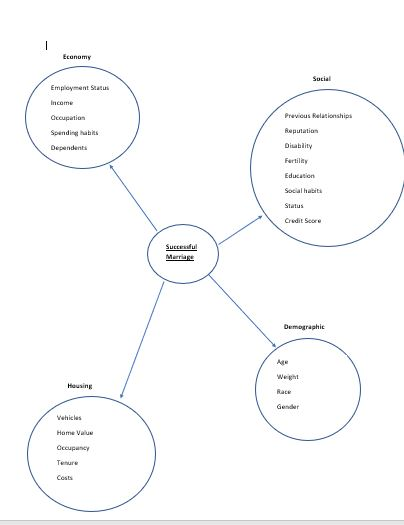 Economy
Employment Status
Income
Occupation
Spending habits
Dependents
Social
Previous Relationships
Reputation
Disability
Fertility
Education
Social habits
Status
Credit Score
Successful
Marriage
Demographic
Age
Weight
Race
Gender
Housing
Vehicles
Home Value
Occupancy
Tenure
Costs